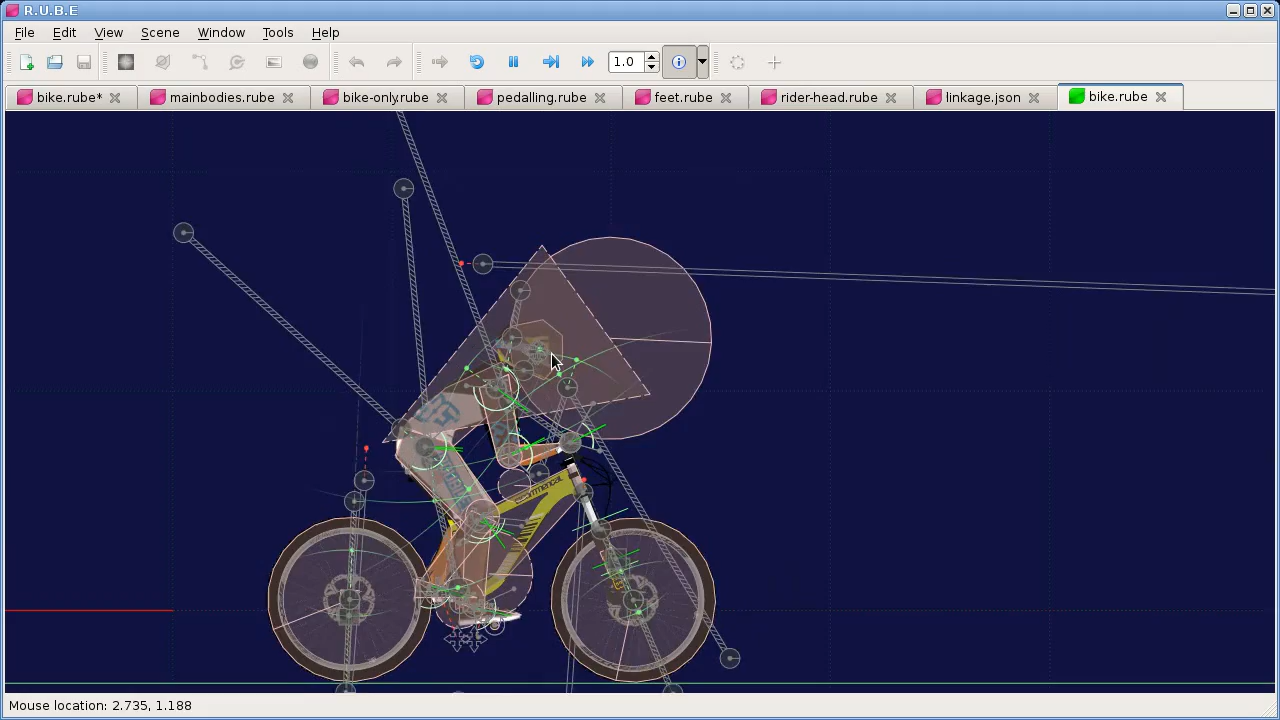 R.U.B.E
File Edit View Scene Window Tools Help
1.0
bike.rube* mainbodies.rube bike-only.rube pedalling.rube feet.rube rider-head.rube linkage.json bike.rube
Mouse location: 2.735, 1.188